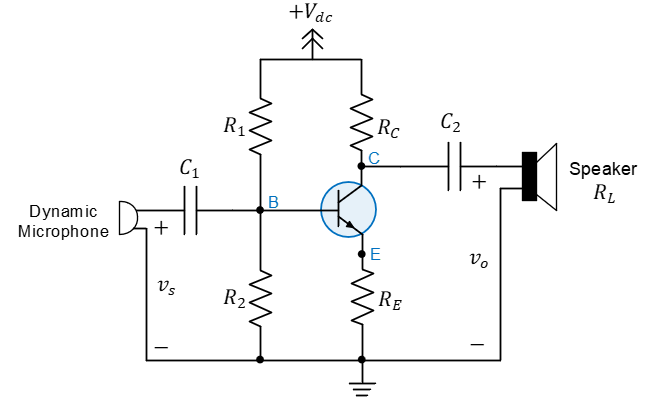 +V_dc
R_1
R_C
C_2
C
C_1
B
+
Speaker
R_L
Dynamic
Microphone
+
E
v_s
v_o
R_2
R_E
−
−